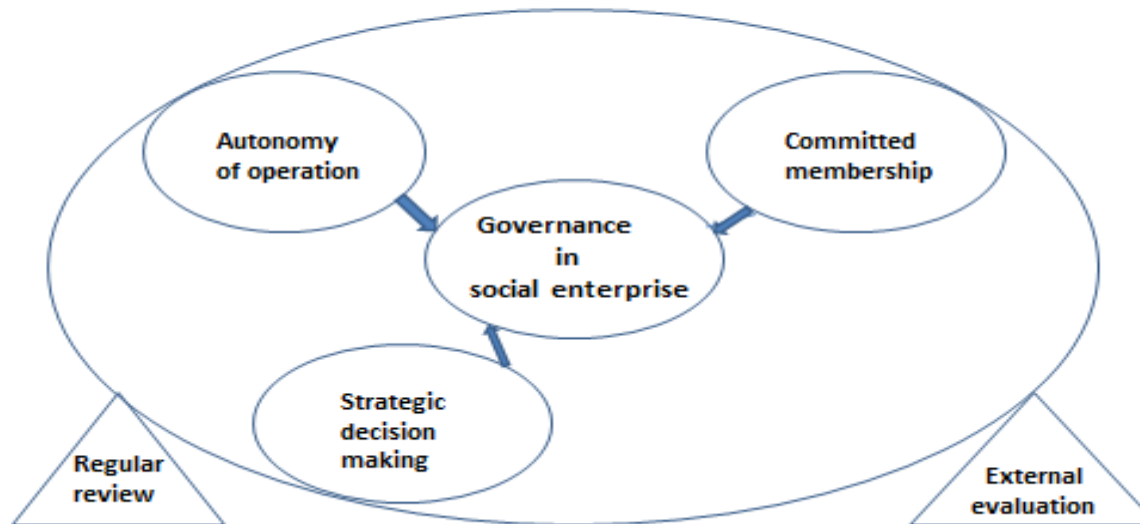 Autonomy
of operation
Committed
membership
Governance
in
social enterprise
Strategic
decision
making
Regular
review
External
evaluation